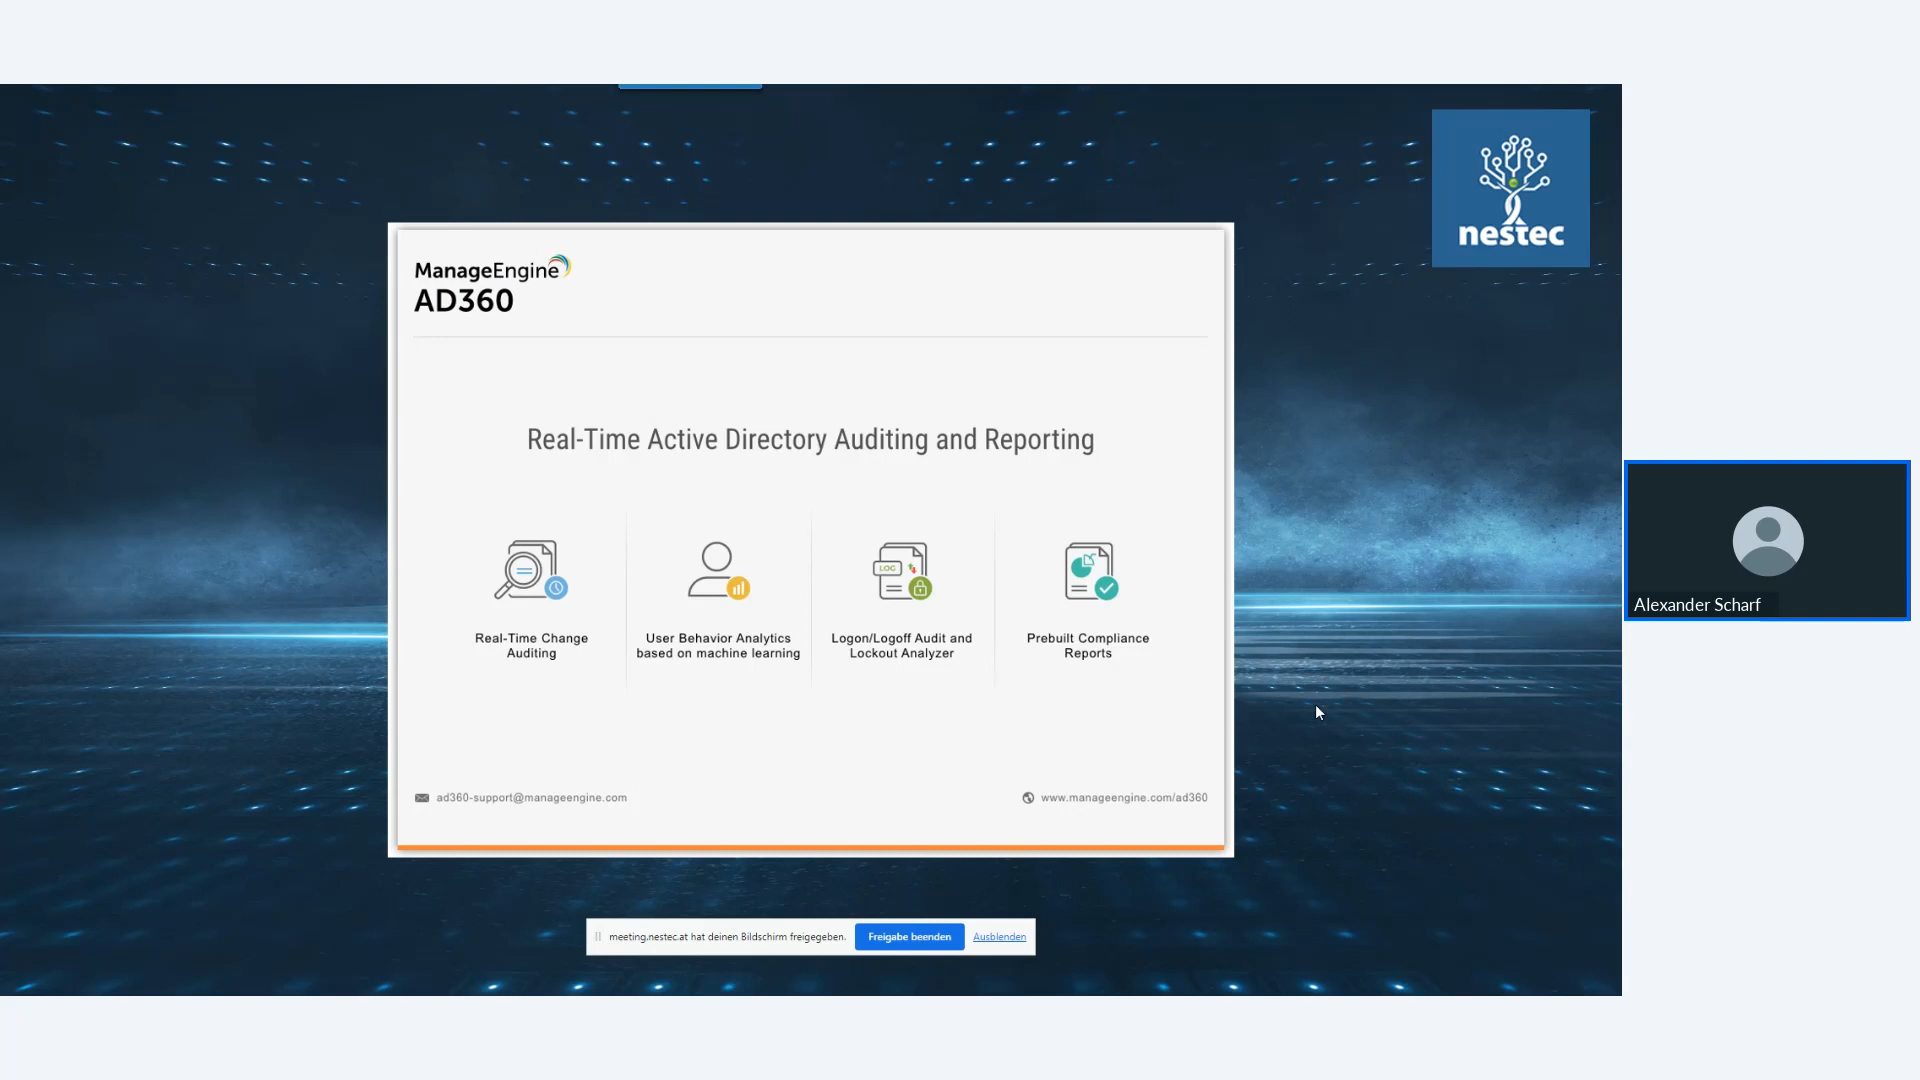 nestec
ManageEngine
AD360
Real-Time Active Directory Auditing and Reporting
LOG
Real-Time Change
Auditing
User Behavior Analytics
based on machine learning
Logon/Logoff Audit and
Lockout Analyzer
Prebuilt Compliance
Reports
Alexander Scharf
ad360-support@manageengine.com
www.manageengine.com/ad360
meeting.nestec.at hat deinen Bildschirm freigegeben.
Freigabe beenden
Ausblenden